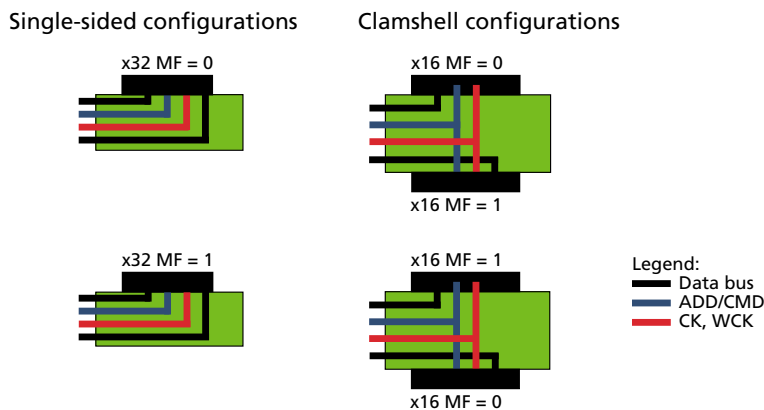 Single-sided configurations
Clamshell configurations
x32 MF = 0
x16 MF = 0
x16 MF = 1
x32 MF = 1
x16 MF = 1
Legend:
Data bus
ADD/CMD
CK, WCK
x16 MF = 0